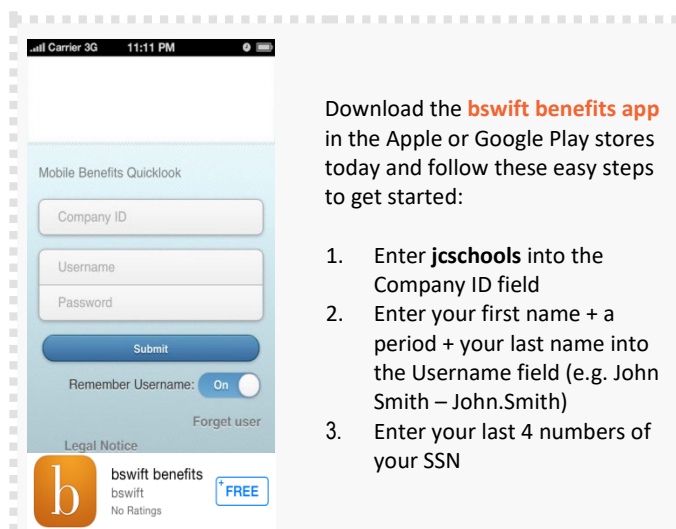 .ııll Carrier 3G 11:11 PM
Mobile Benefits Quicklook
Company ID
Username
Password
Submit
Remember Username: On
Forget user
Legal Notice
b
bswift benefits
bswift
No Ratings
+FREE
Download the bswift benefits app
in the Apple or Google Play stores
today and follow these easy steps
to get started:
1. Enter jcschools into the
Company ID field
2. Enter your first name + a
period + your last name into
the Username field (e.g. John
Smith – John.Smith)
3. Enter your last 4 numbers of
your SSN